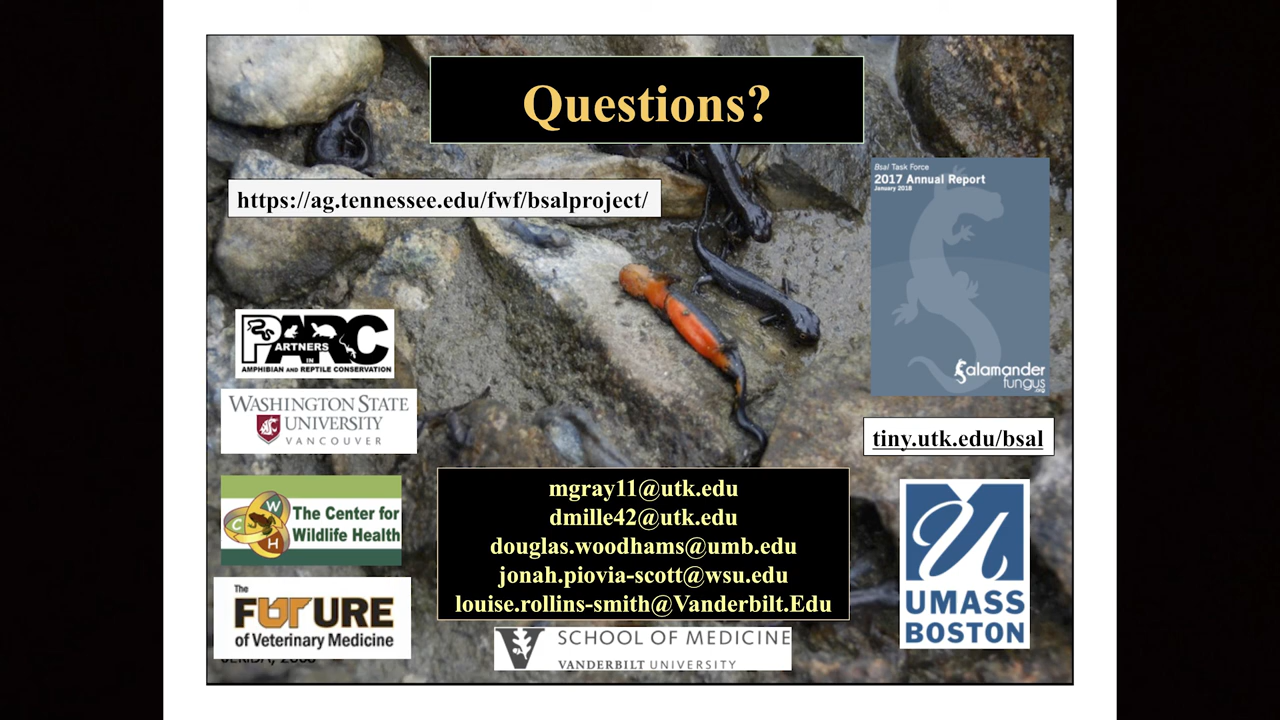 Questions?
https://ag.tennessee.edu/fwf/bsalproject/
Bsal Task Force
2017 Annual Report
January 2018
Salamander
fungus
.org
tiny.utk.edu/bsal
PARC
PARTNERS
IN
AMPHIBIAN AND REPTILE CONSERVATION
WASHINGTON STATE
UNIVERSITY
VANCOUVER
C W H
The Center for
Wildlife Health
The
FUTURE
of Veterinary Medicine
mgray11@utk.edu
dmille42@utk.edu
douglas.woodhams@umb.edu
jonah.piovia-scott@wsu.edu
louise.rollins-smith@Vanderbilt.Edu
V
SCHOOL OF MEDICINE
VANDERBILT UNIVERSITY
U
UMASS
BOSTON